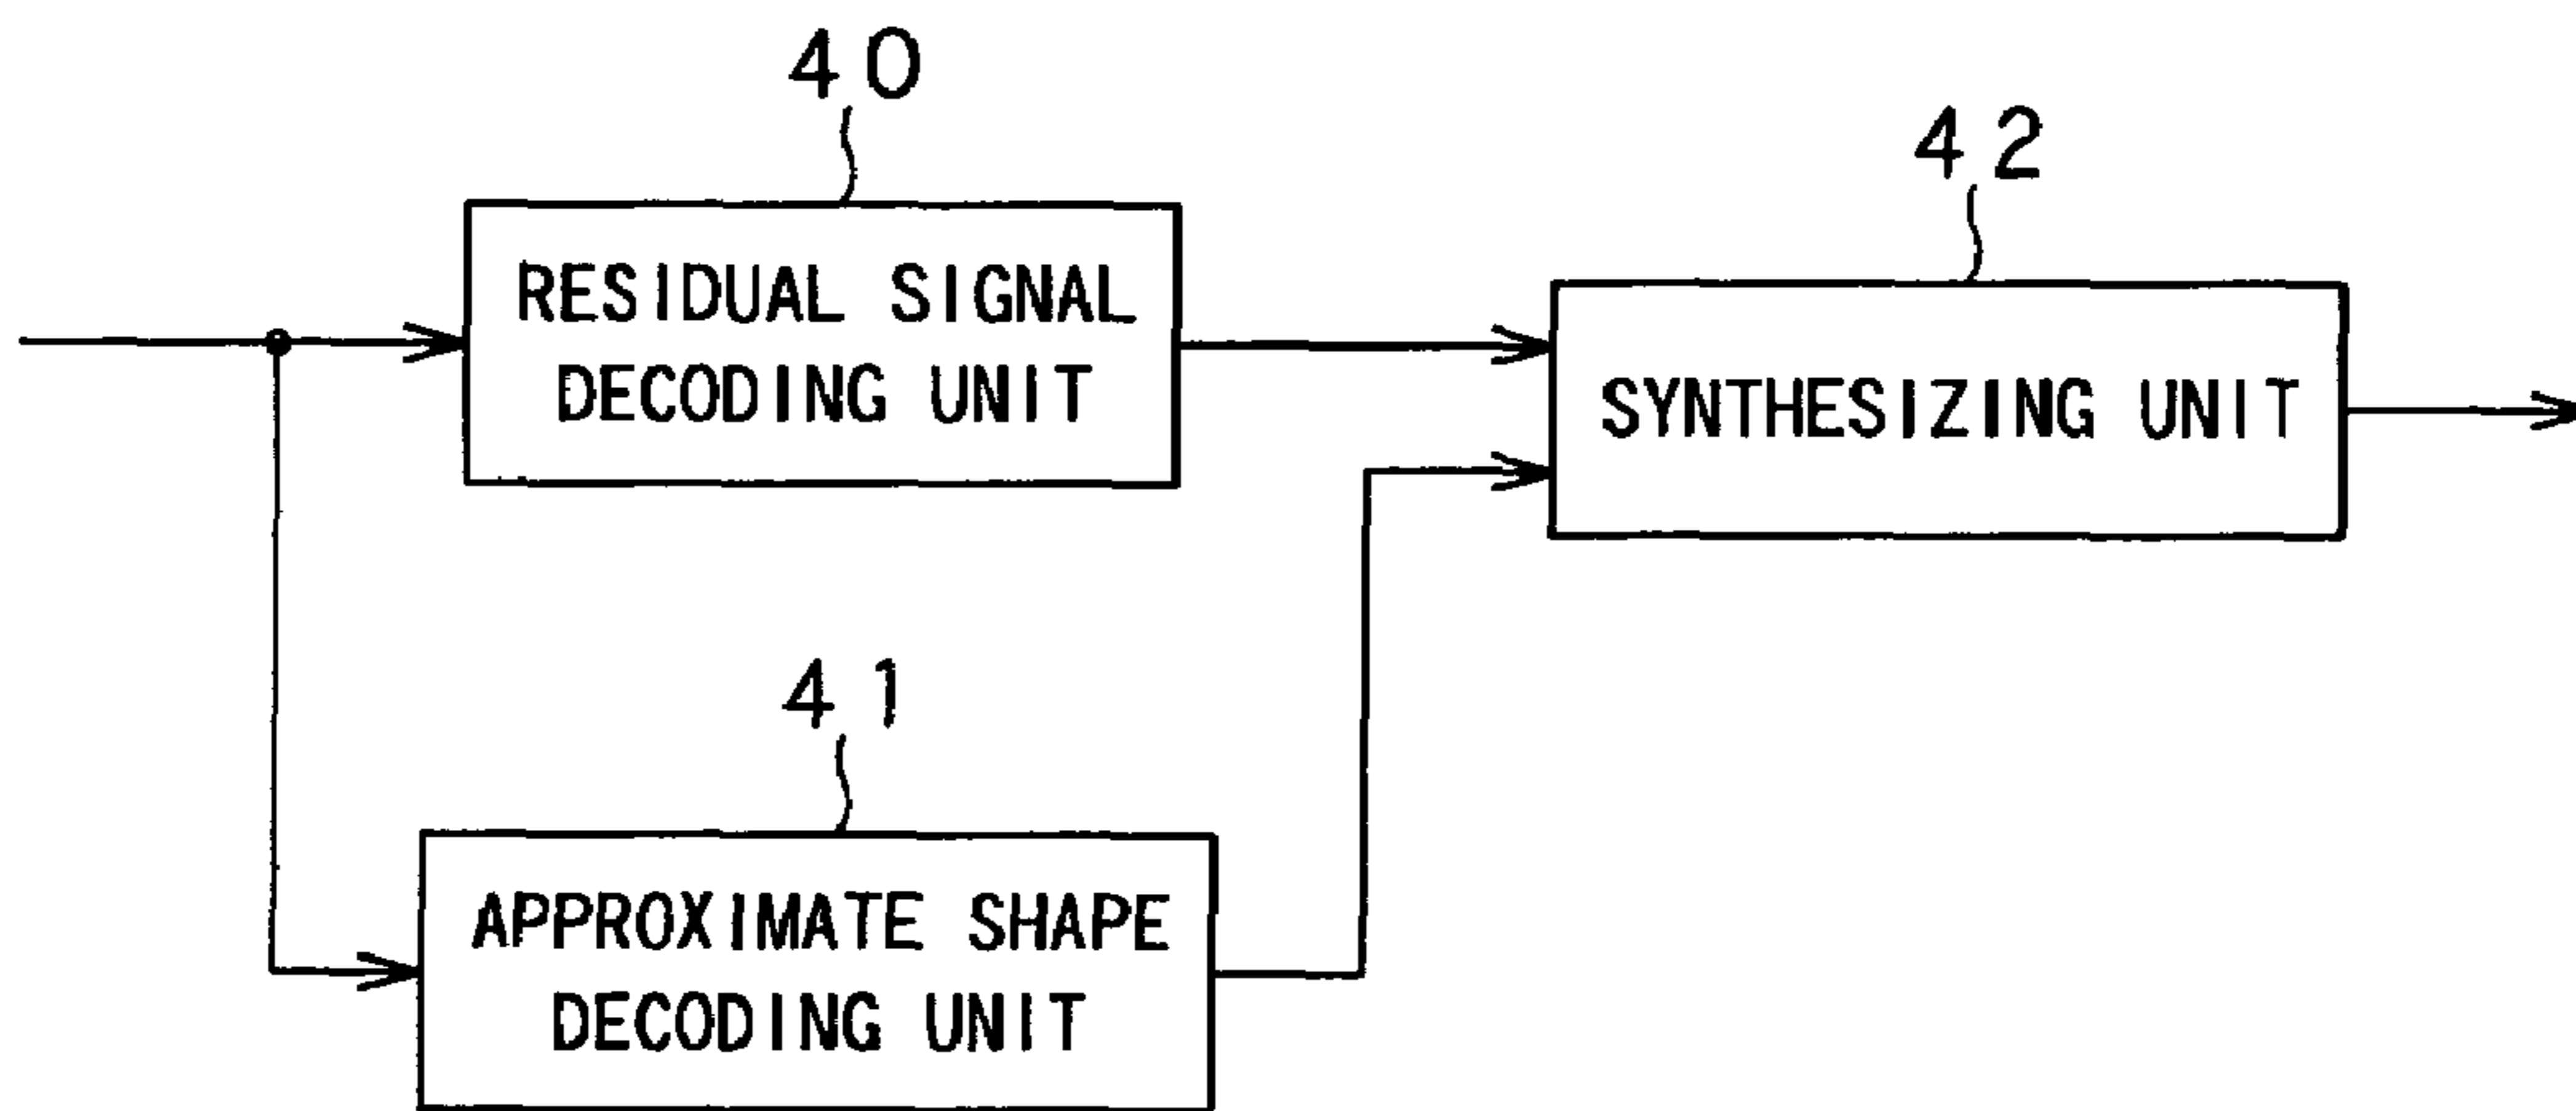 40
RESIDUAL SIGNAL
DECODING UNIT
42
SYNTHESIZING UNIT
41
APPROXIMATE SHAPE
DECODING UNIT